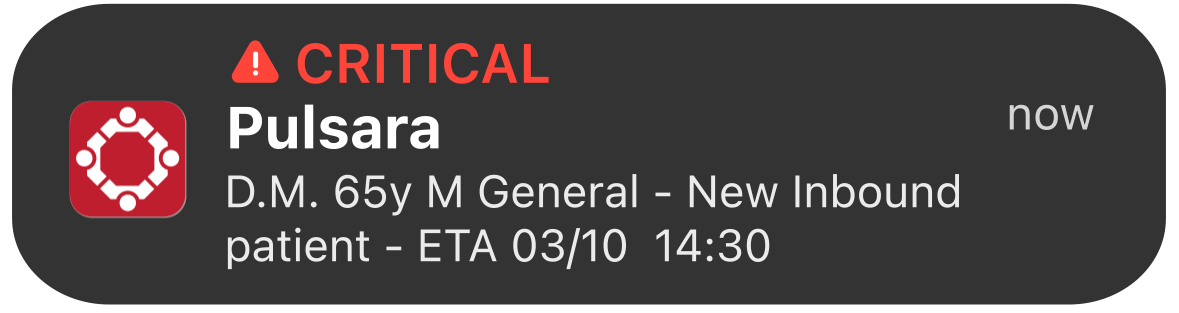 CRITICAL
Pulsara
now
D.M. 65y M General - New Inbound
patient - ETA 03/10 14:30